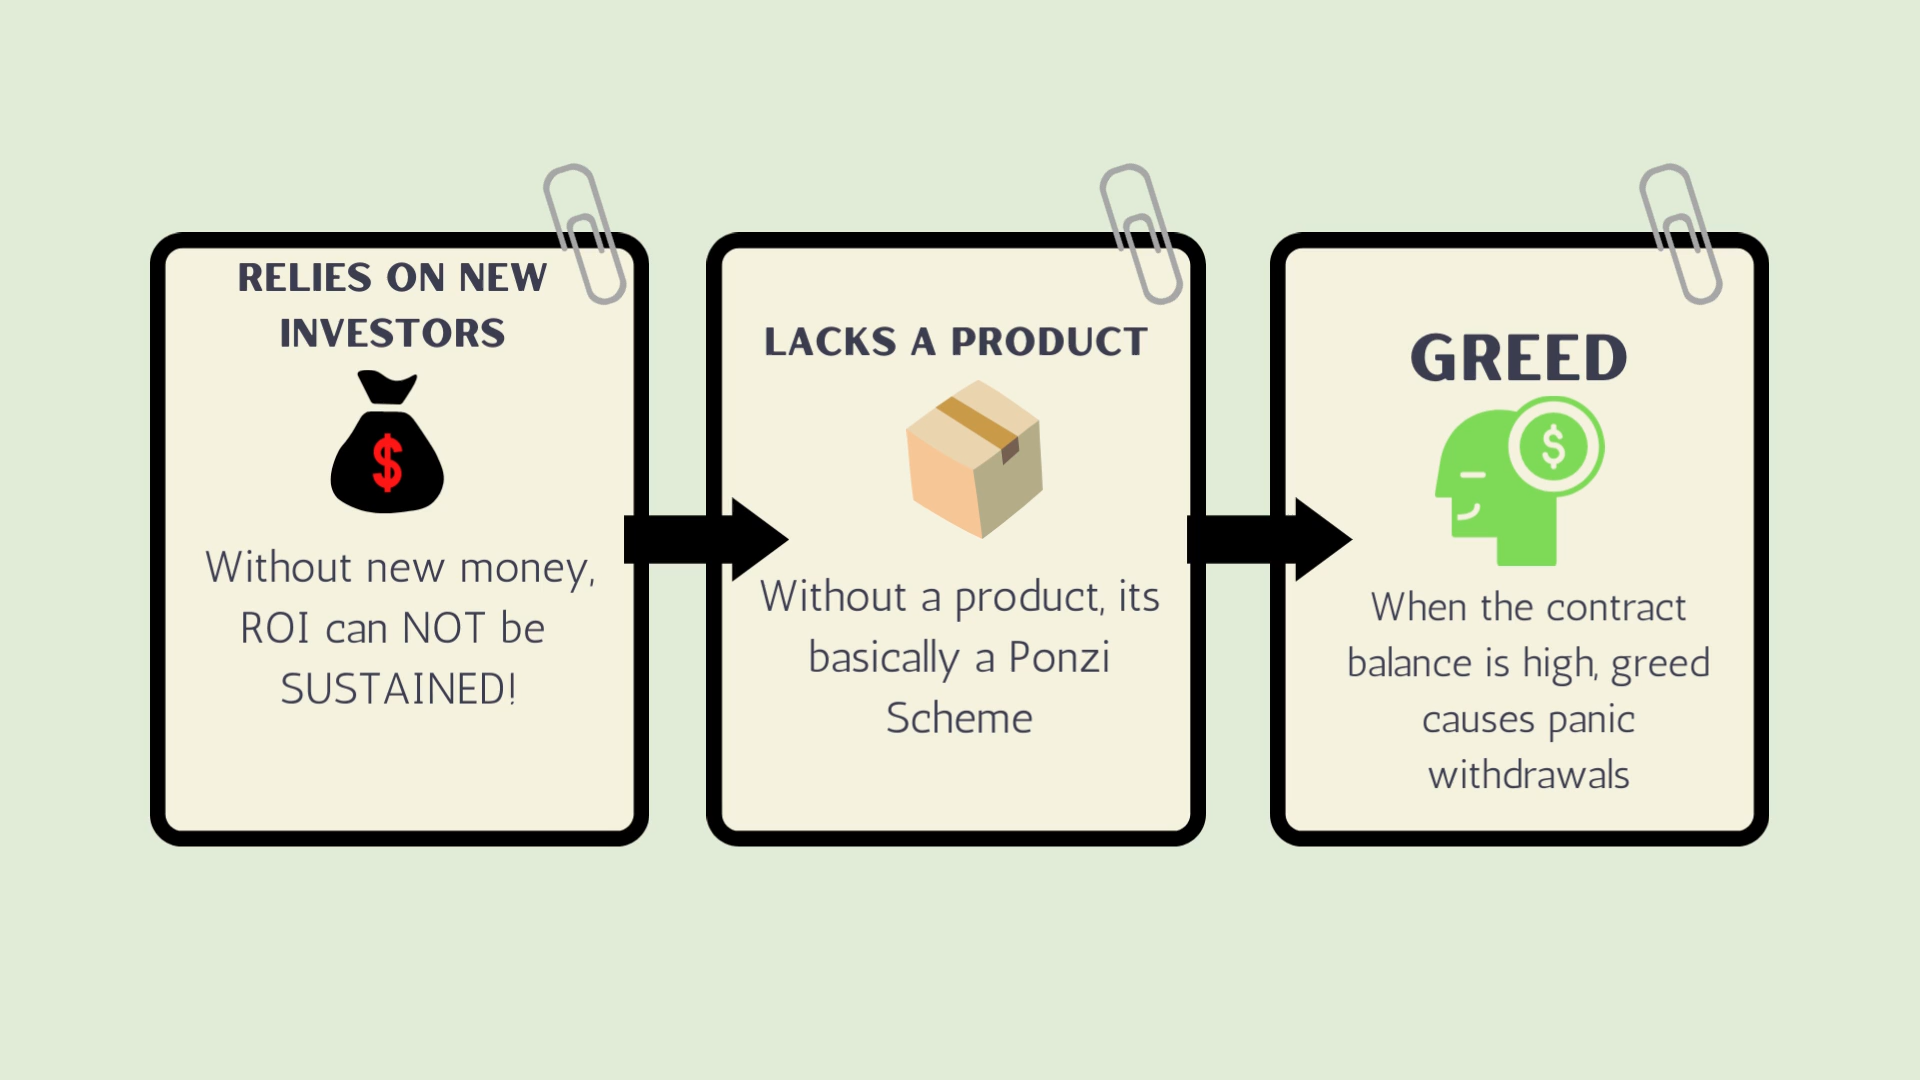 RELIES ON NEW
INVESTORS
$
Without new money,
ROI can NOT be
SUSTAINED!
LACKS A PRODUCT
Without a product, its
basically a Ponzi
Scheme
GREED
$
When the contract
balance is high, greed
causes panic
withdrawals